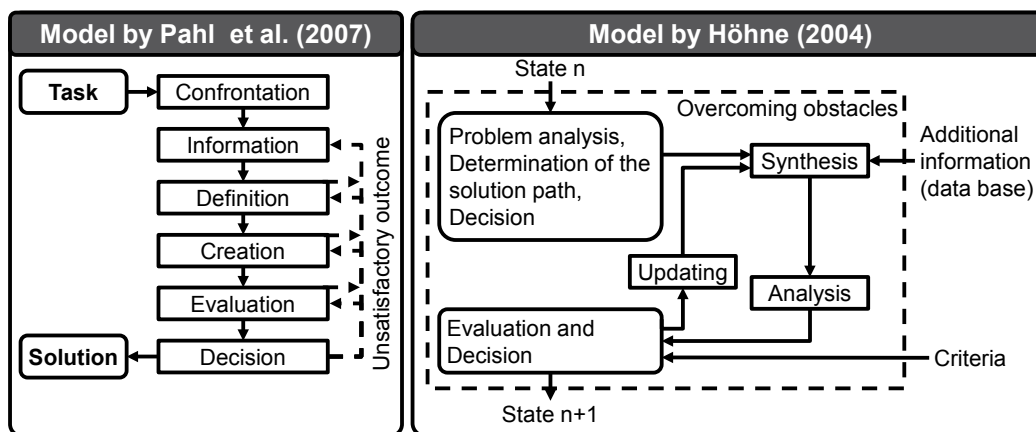 Model by Pahl et al. (2007)
Task
Confrontation
Information
Definition
Creation
Evaluation
Decision
Solution
Unsatisfactory outcome
Model by Höhne (2004)
State n
Overcoming obstacles
Problem analysis,
Determination of the
solution path,
Decision
Synthesis
Additional
information
(data base)
Updating
Analysis
Evaluation and
Decision
Criteria
State n+1